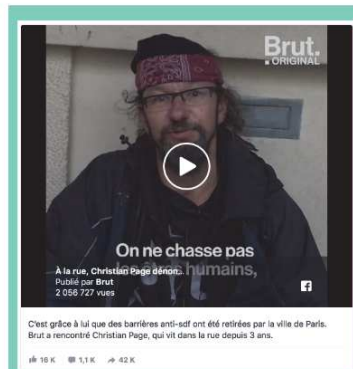 Brut.
ORIGINAL
On ne chasse pas
humains,
À la rue, Christian Page dénon...
Publié par Brut
2 056 727 vues
C'est grâce à lui que des barrières anti-sdf ont été retirées par la ville de Paris.
Brut a rencontré Christian Page, qui vit dans la rue depuis 3 ans.
16 K 1,1 K 42 K